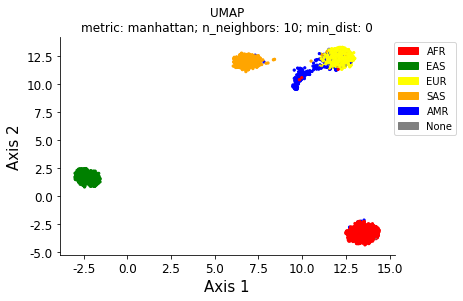 UMAP
metric: manhattan; n_neighbors: 10; min_dist: 0
AFR
EAS
EUR
SAS
AMR
None
Axis 2
12.5
10.0
7.5
5.0
2.5
0.0
-2.5
-5.0
-2.5 0.0 2.5 5.0 7.5 10.0 12.5 15.0
Axis 1